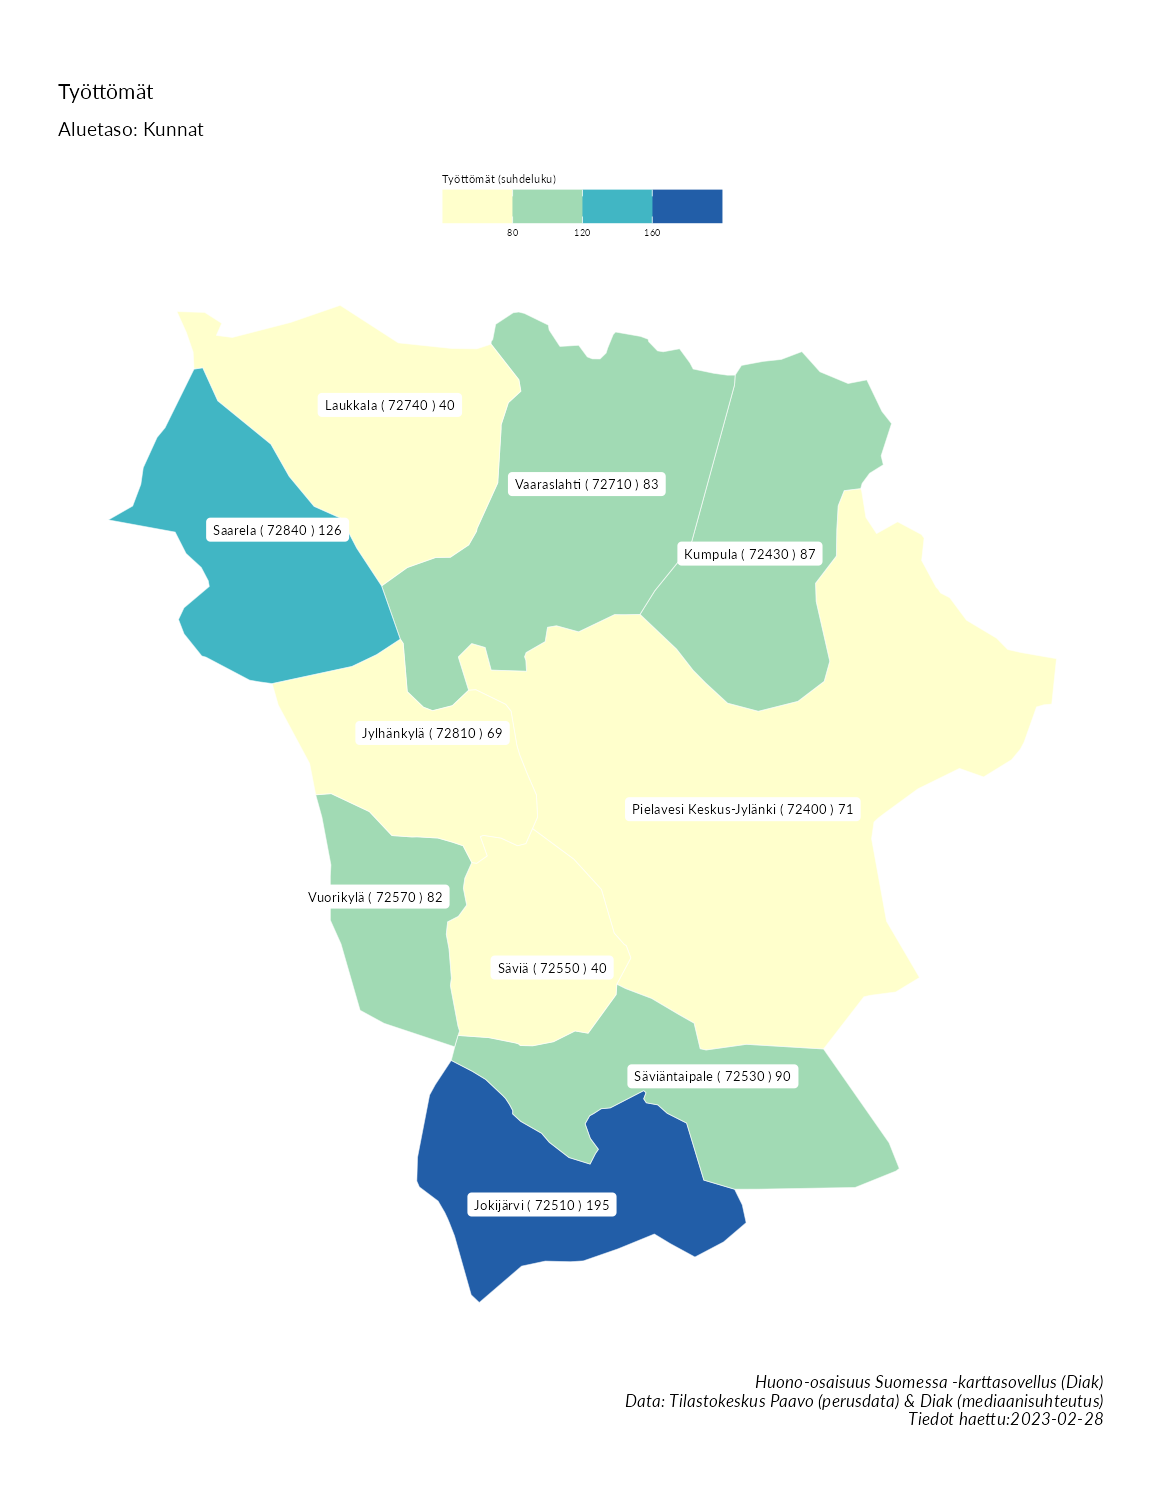 Työttömät
Aluetaso: Kunnat
Työttömät (suhdeluku)
80 120 160
Laukkala ( 72740 ) 40
Vaaraslahti ( 72710 ) 83
Saarela ( 72840 ) 126
Kumpula ( 72430 ) 87
Jylhänkylä ( 72810 ) 69
Pielavesi Keskus-Jylänki ( 72400 ) 71
Vuorikylä ( 72570 ) 82
Säviä ( 72550 ) 40
Säviäntaipale ( 72530 ) 90
Jokijärvi ( 72510 ) 195
Huono-osaisuus Suomessa -karttasovellus (Diak)
Data: Tilastokeskus Paavo (perusdata) & Diak (mediaanisuhteutus)
Tiedot haettu:2023-02-28